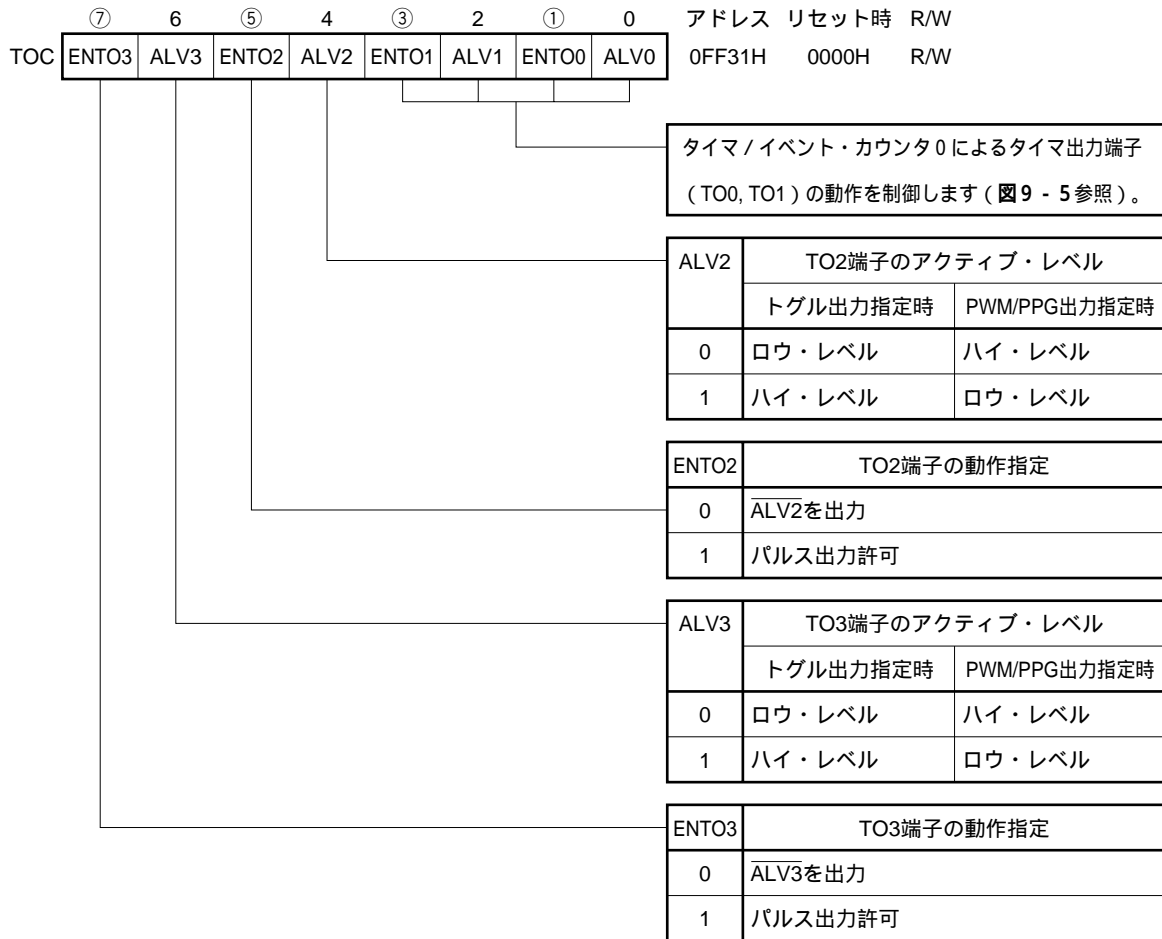 ⑦ 6 ⑤ 4 ③ 2 ① 0 アドレス リセット時 R/W
TOC ENTO3 ALV3 ENTO2 ALV2 ENTO1 ALV1 ENTO0 ALV0 0FF31H 0000H R/W
タイマ/イベント・カウンタ0によるタイマ出力端子
(TO0, TO1)の動作を制御します(図9-5参照)。
ALV2 TO2端子のアクティブ・レベル
トグル出力指定時 PWM/PPG出力指定時
0 ロウ・レベル ハイ・レベル
1 ハイ・レベル ロウ・レベル
ENTO2 TO2端子の動作指定
0 A̅L̅V̅2̅を出力
1 パルス出力許可
ALV3 TO3端子のアクティブ・レベル
トグル出力指定時 PWM/PPG出力指定時
0 ロウ・レベル ハイ・レベル
1 ハイ・レベル ロウ・レベル
ENTO3 TO3端子の動作指定
0 A̅L̅V̅3̅を出力
1 パルス出力許可